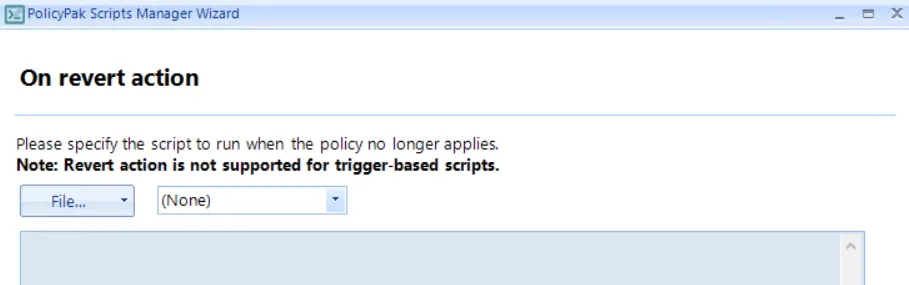 PolicyPak Scripts Manager Wizard
On revert action
Please specify the script to run when the policy no longer applies.
Note: Revert action is not supported for trigger-based scripts.
File... (None)